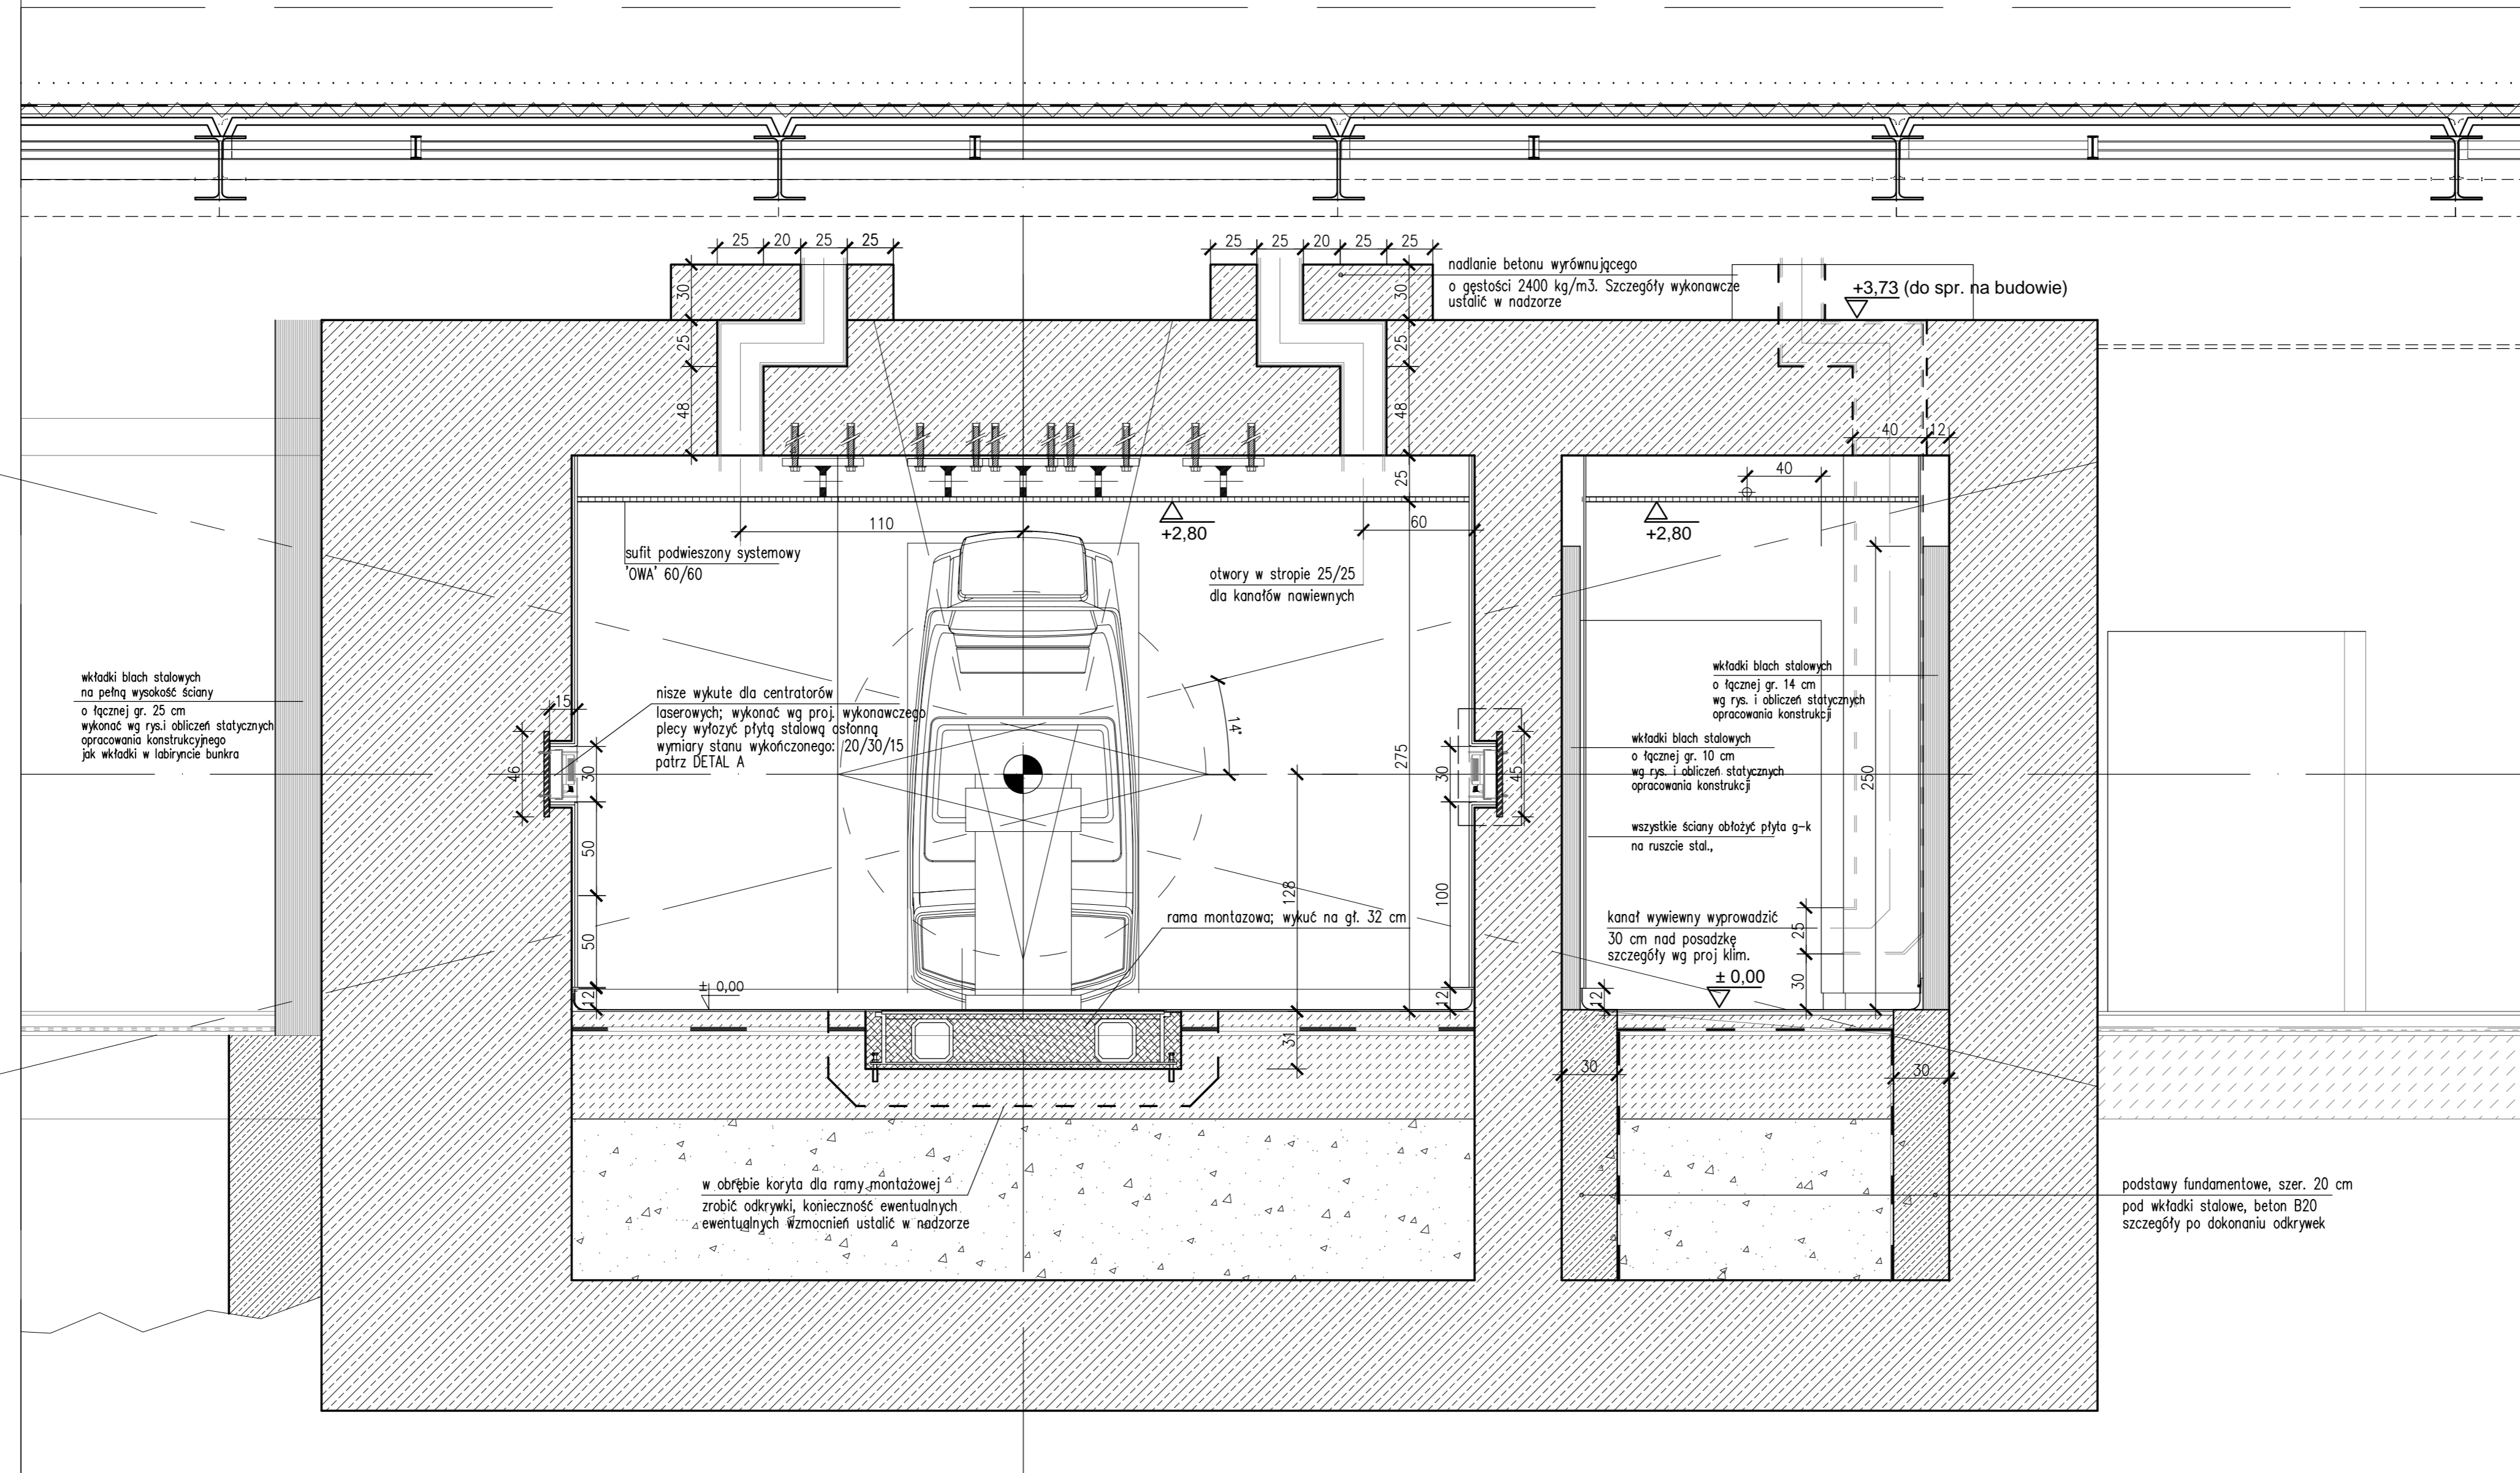 25 20 25 25
25 25 20 25 25
nadlanie betonu wyrównującego
o gęstości 2400 kg/m3. Szczegóły wykonawcze
ustalić w nadzorze
+3,73 (do spr. na budowie)
30
30
25
25
48
48
40 12
25
40
110
60
+2,80
+2,80
sufit podwieszony systemowy
'OWA' 60/60
otwory w stropie 25/25
dla kanałów nawiewnych
wkładki blach stalowych
na pełną wysokość ściany
o łącznej gr. 25 cm
wykonać wg rys.i obliczeń statycznych
opracowania konstrukcyjnego
jak wkładki w labiryncie bunkra
nisze wykute dla centratorów
laserowych; wykonać wg proj. wykonawczego
plecy wyłożyć płytą stalową osłonną
wymiary stanu wykończonego: 20/30/15
patrz DETAL A
wkładki blach stalowych
o łącznej gr. 14 cm
wg rys. i obliczeń statycznych
opracowania konstrukcji
wkładki blach stalowych
o łącznej gr. 10 cm
wg rys. i obliczeń statycznych
opracowania konstrukcji
15
14°
46
30
275
30
45
250
wszystkie ściany obłożyć płyta g-k
na ruszcie stal.,
50
128
100
rama montazowa; wykuć na gł. 32 cm
kanał wywiewny wyprowadzić
30 cm nad posadzkę
szczegóły wg proj klim.
50
25
± 0,00
± 0,00
30
12
12
12
31
30
30
w obrębie koryta dla ramy montażowej
zrobić odkrywki, konieczność ewentualnych
ewentualnych wzmocnień ustalić w nadzorze
podstawy fundamentowe, szer. 20 cm
pod wkładki stalowe, beton B20
szczegóły po dokonaniu odkrywek